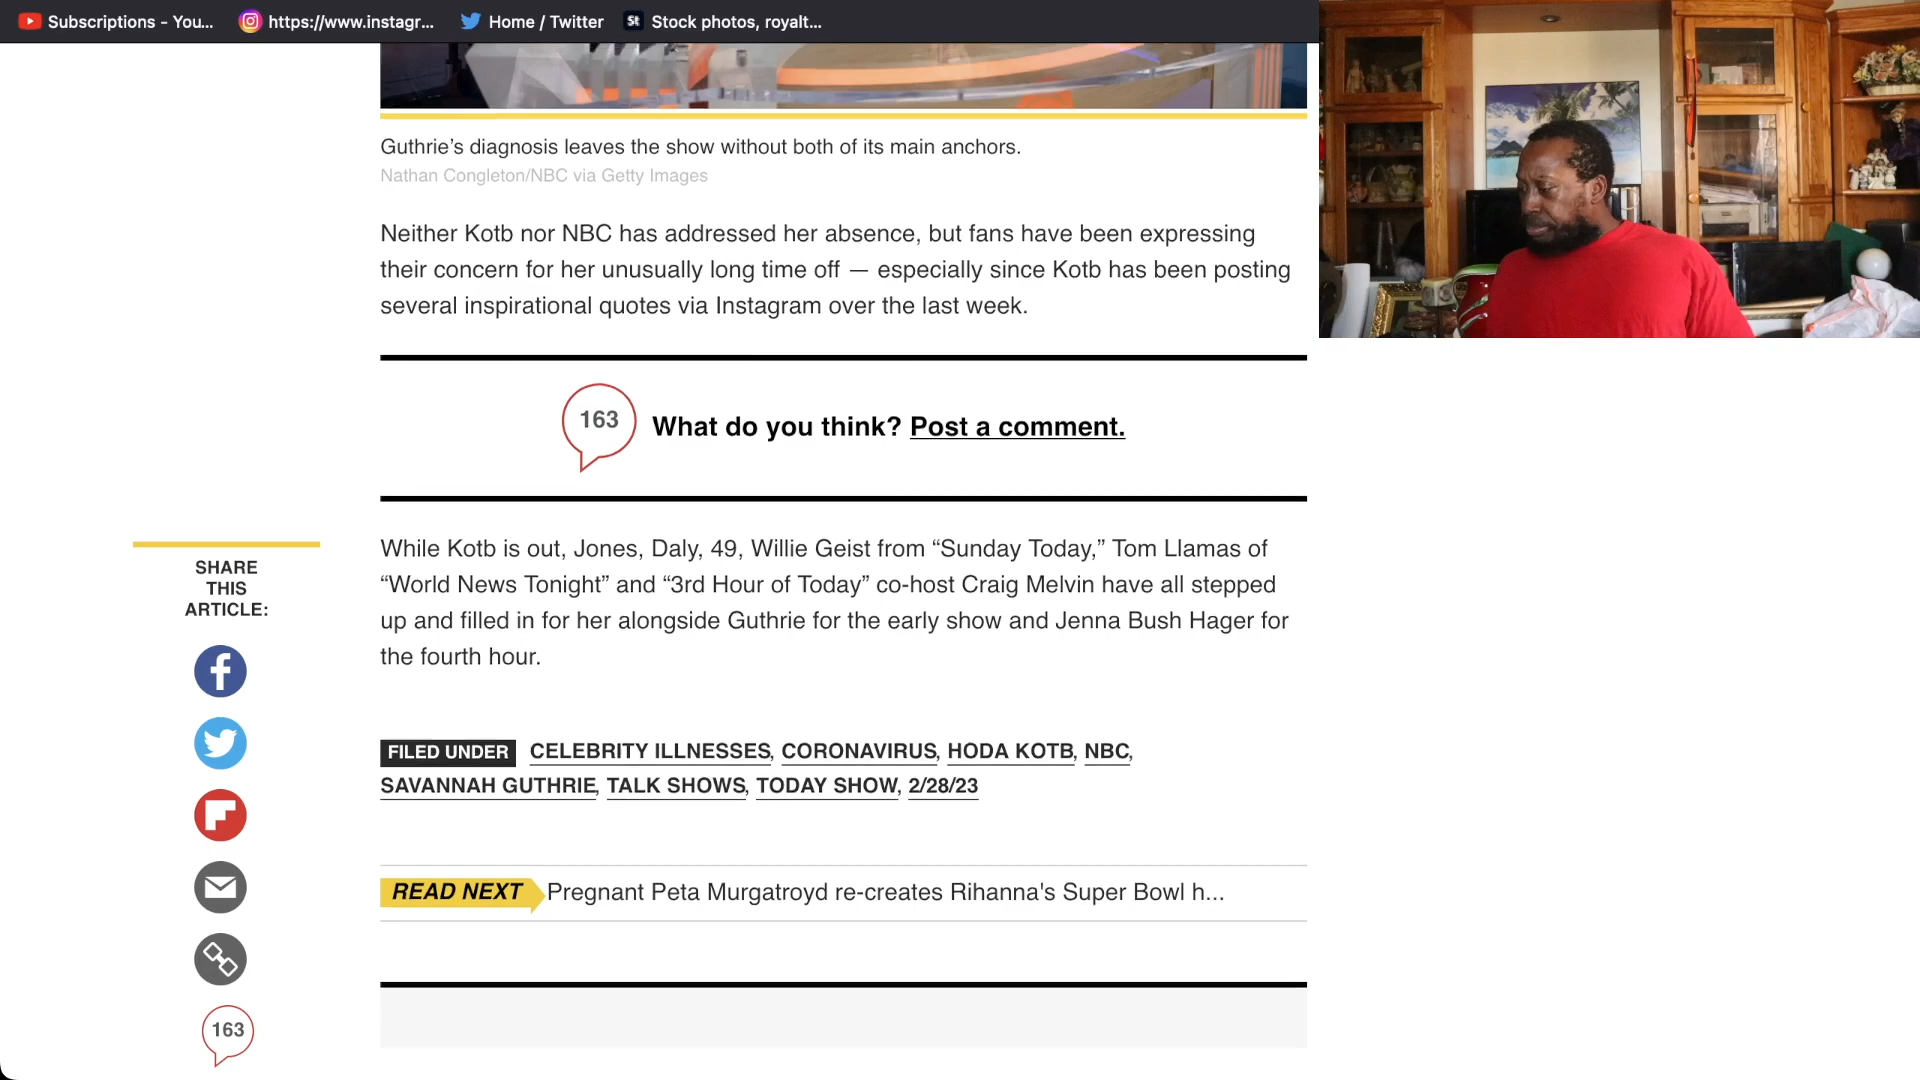 Subscriptions - You...
https://www.instagr...
Home / Twitter
St
Stock photos, royalt...
Guthrie’s diagnosis leaves the show without both of its main anchors.
Nathan Congleton/NBC via Getty Images
Neither Kotb nor NBC has addressed her absence, but fans have been expressing
their concern for her unusually long time off — especially since Kotb has been posting
several inspirational quotes via Instagram over the last week.
163
What do you think? Post a comment.
While Kotb is out, Jones, Daly, 49, Willie Geist from “Sunday Today,” Tom Llamas of
“World News Tonight” and “3rd Hour of Today” co-host Craig Melvin have all stepped
up and filled in for her alongside Guthrie for the early show and Jenna Bush Hager for
the fourth hour.
SHARE
THIS
ARTICLE:
FILED UNDER CELEBRITY ILLNESSES, CORONAVIRUS, HODA KOTB, NBC,
SAVANNAH GUTHRIE, TALK SHOWS, TODAY SHOW, 2/28/23
READ NEXT Pregnant Peta Murgatroyd re-creates Rihanna's Super Bowl h...
163